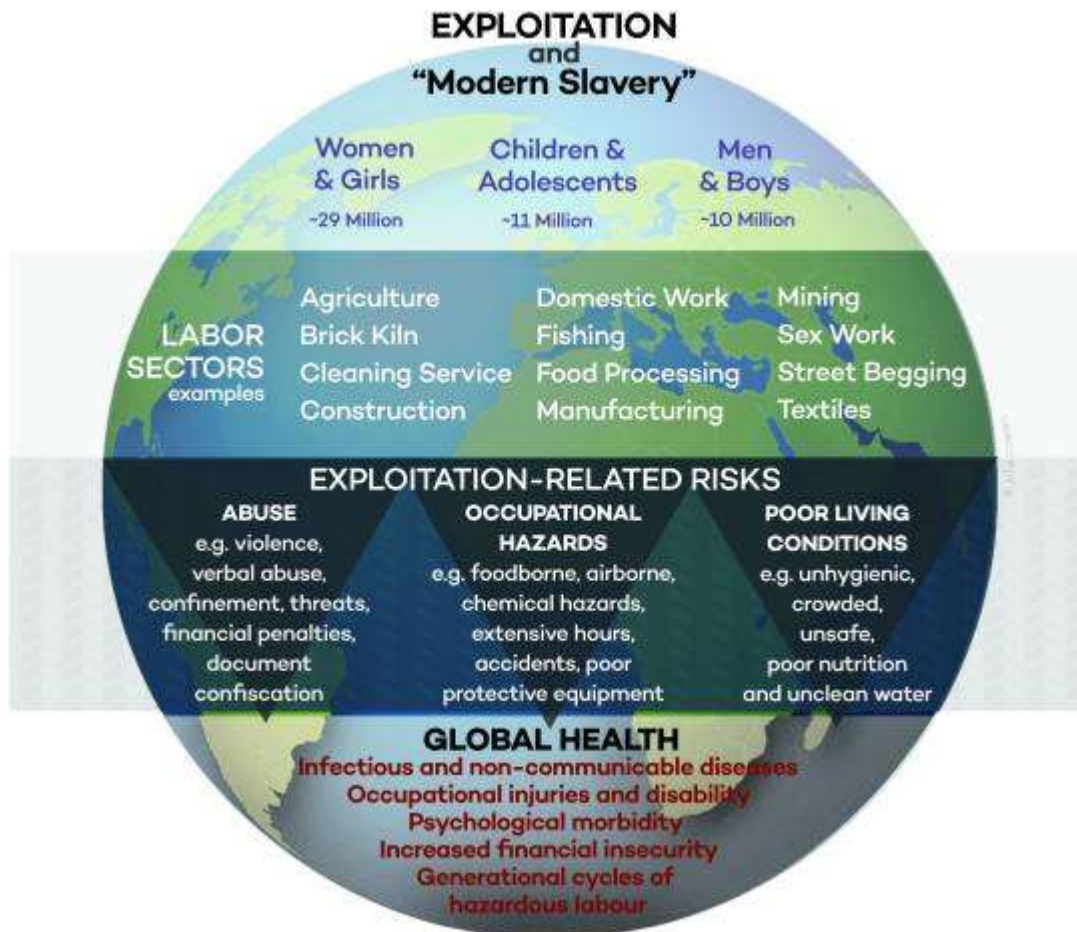 EXPLOITATION
and
“Modern Slavery”
Women
& Girls
~29 Million
Children &
Adolescents
~11 Million
Men
& Boys
~10 Million
LABOR
SECTORS
examples
Agriculture
Brick Kiln
Cleaning Service
Construction
Domestic Work
Fishing
Food Processing
Manufacturing
Mining
Sex Work
Street Begging
Textiles
EXPLOITATION-RELATED RISKS
ABUSE
e.g. violence,
verbal abuse,
confinement, threats,
financial penalties,
document
confiscation
OCCUPATIONAL
HAZARDS
e.g. foodborne, airborne,
chemical hazards,
extensive hours,
accidents, poor
protective equipment
POOR LIVING
CONDITIONS
e.g. unhygienic,
crowded,
unsafe,
poor nutrition
and unclean water
GLOBAL HEALTH
Infectious and non-communicable diseases
Occupational injuries and disability
Psychological morbidity
Increased financial insecurity
Generational cycles of
hazardous labour